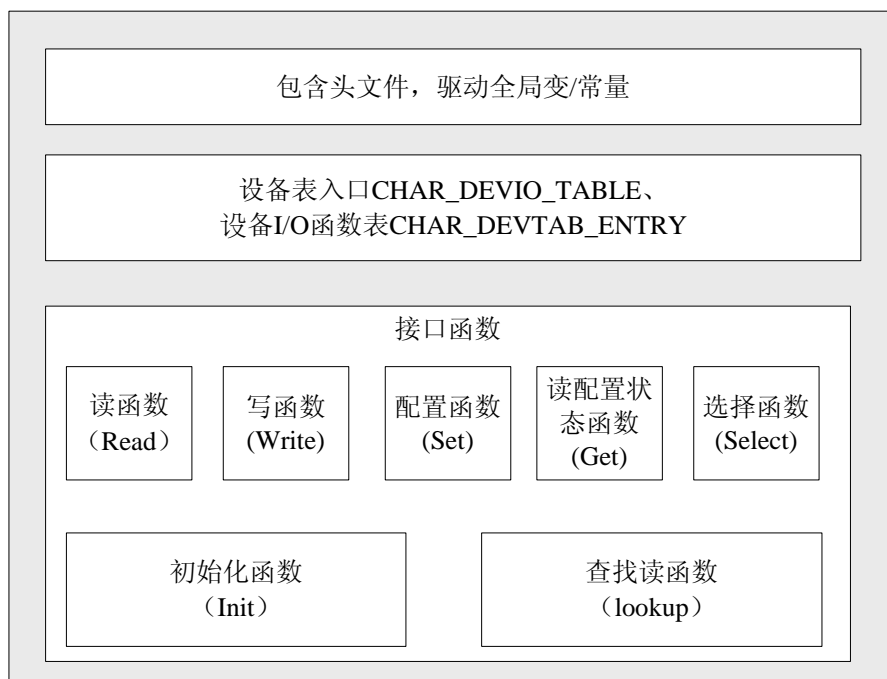 包含头文件，驱动全局变/常量
设备表入口CHAR_DEVIO_TABLE、
设备I/O函数表CHAR_DEVTAB_ENTRY
接口函数
读函数
（Read）
写函数
(Write)
配置函数
(Set)
读配置状
态函数
(Get)
选择函数
(Select)
初始化函数
（Init）
查找读函数
（lookup）